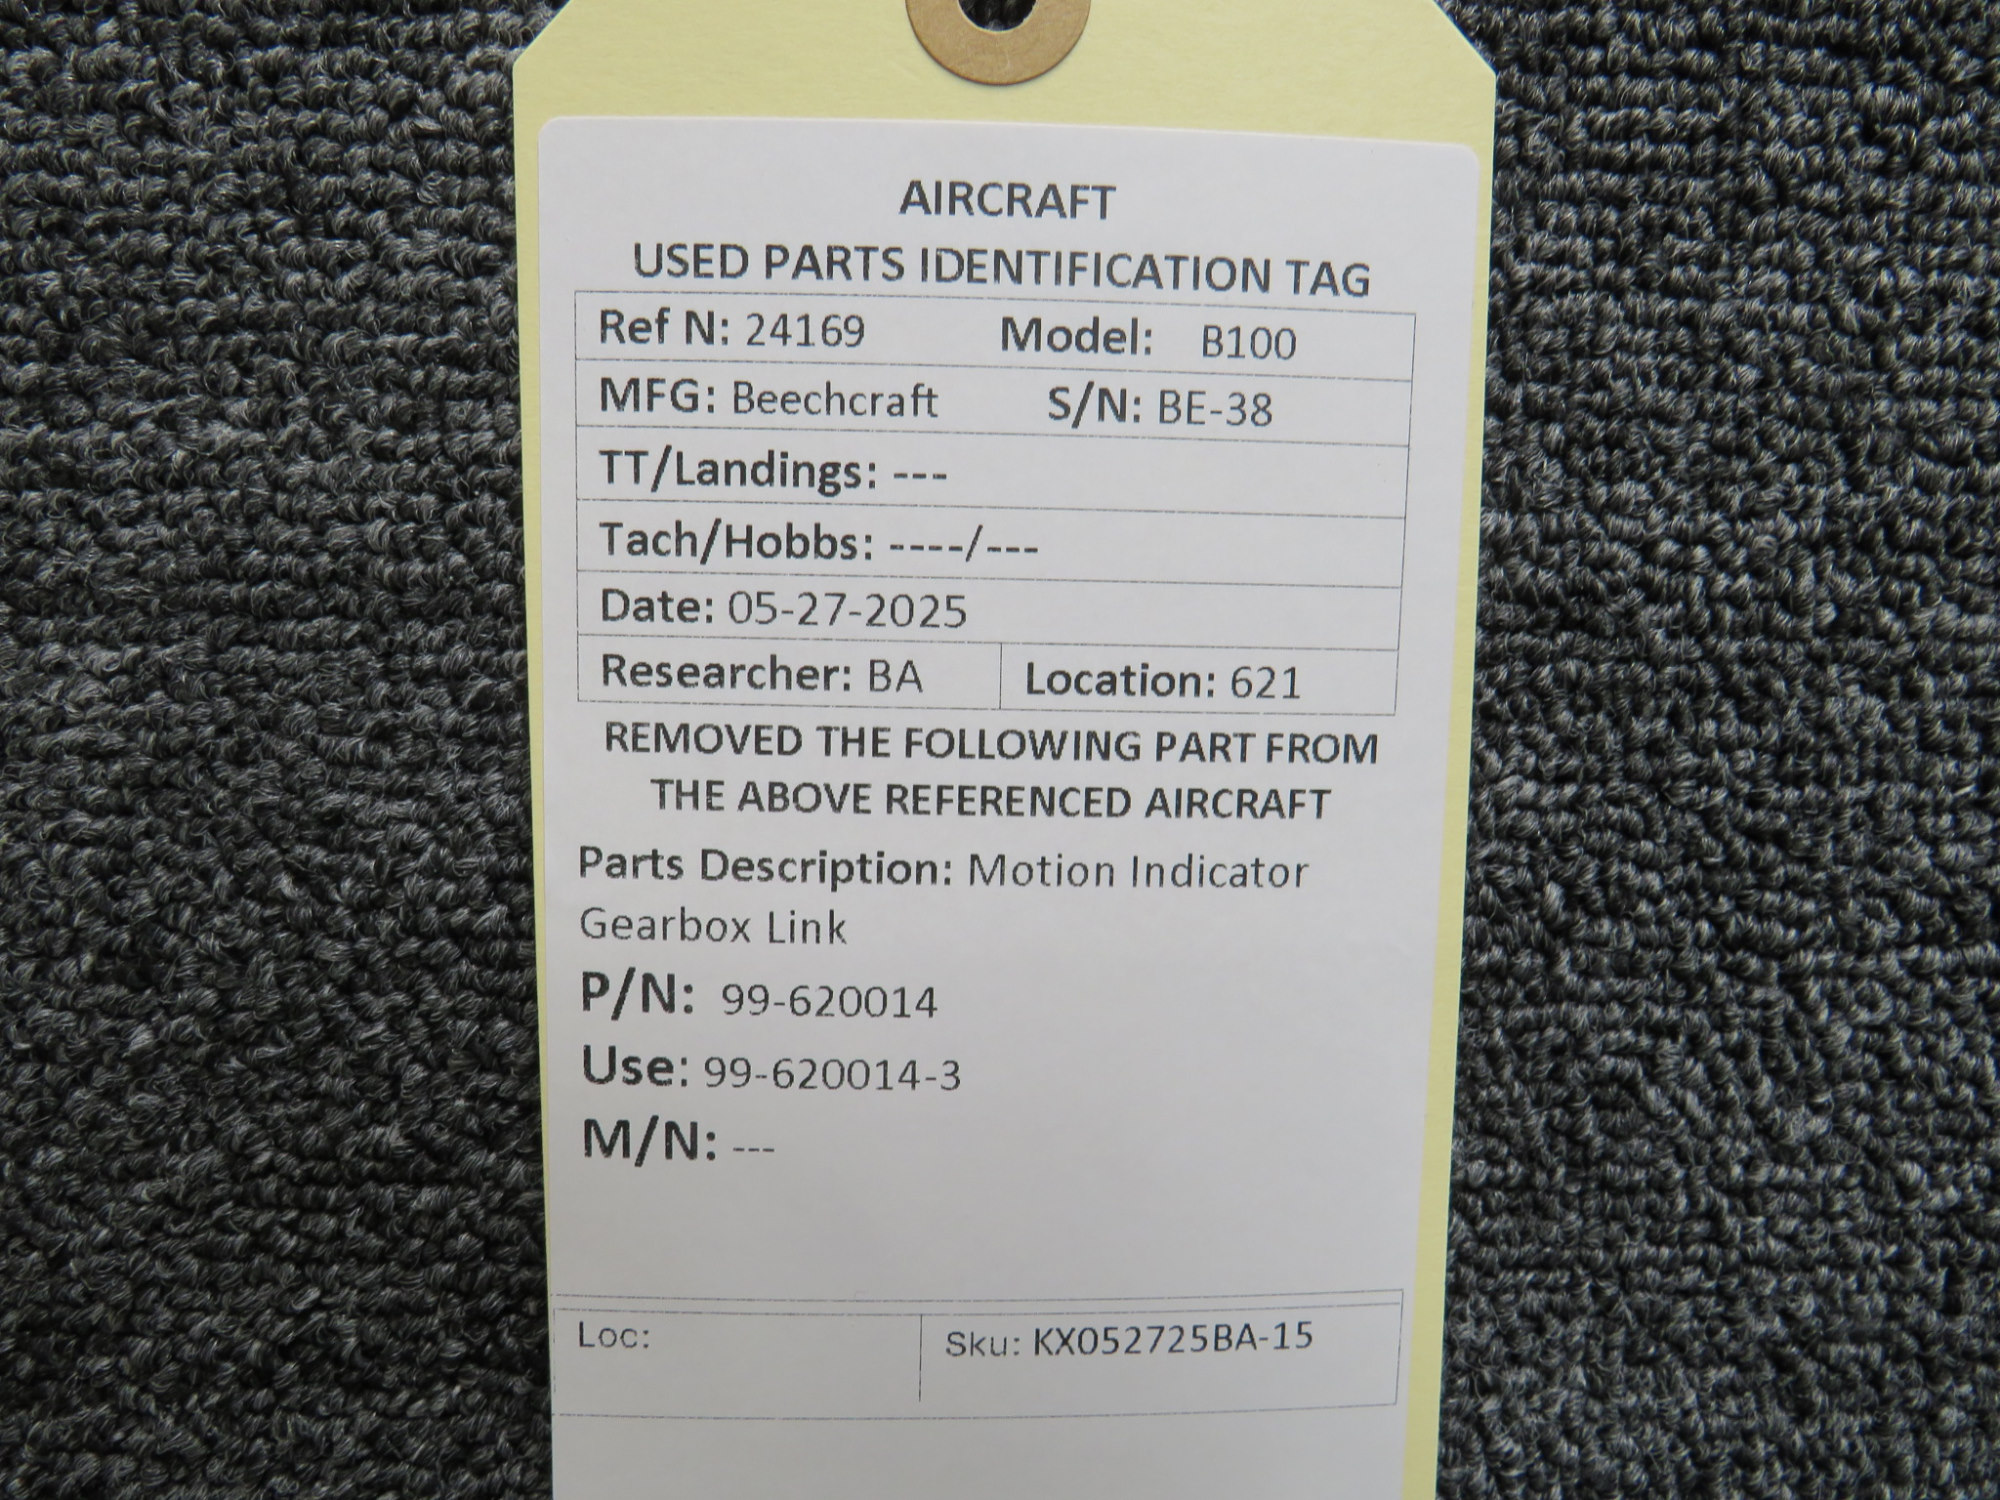 AIRCRAFT
USED PARTS IDENTIFICATION TAG
Ref N: 24169 Model: B100
MFG: Beechcraft S/N: BE-38
TT/Landings: ---
Tach/Hobbs: ----/---
Date: 05-27-2025
Researcher: BA Location: 621
REMOVED THE FOLLOWING PART FROM
THE ABOVE REFERENCED AIRCRAFT
Parts Description: Motion Indicator
Gearbox Link
P/N: 99-620014
Use: 99-620014-3
M/N: ---
Loc: Sku: KX052725BA-15